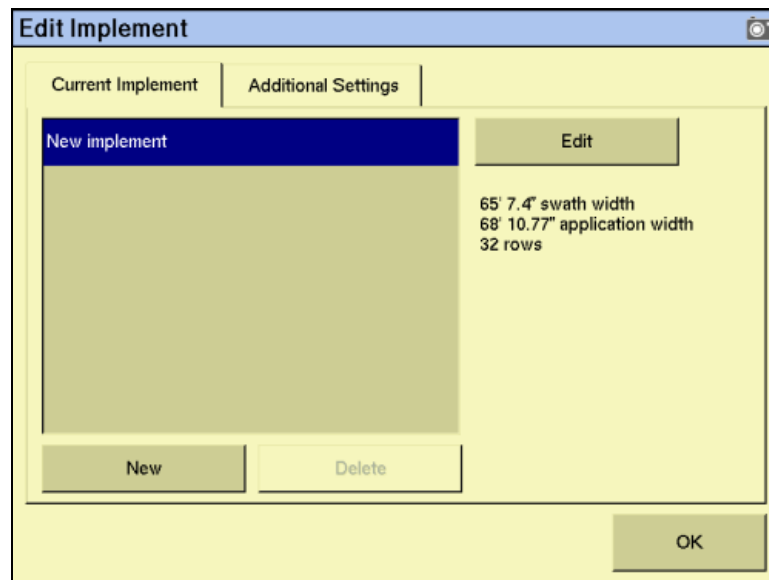 Edit Implement
Current Implement
Additional Settings
New implement
Edit
65' 7.4" swath width
68' 10.77" application width
32 rows
New
Delete
OK